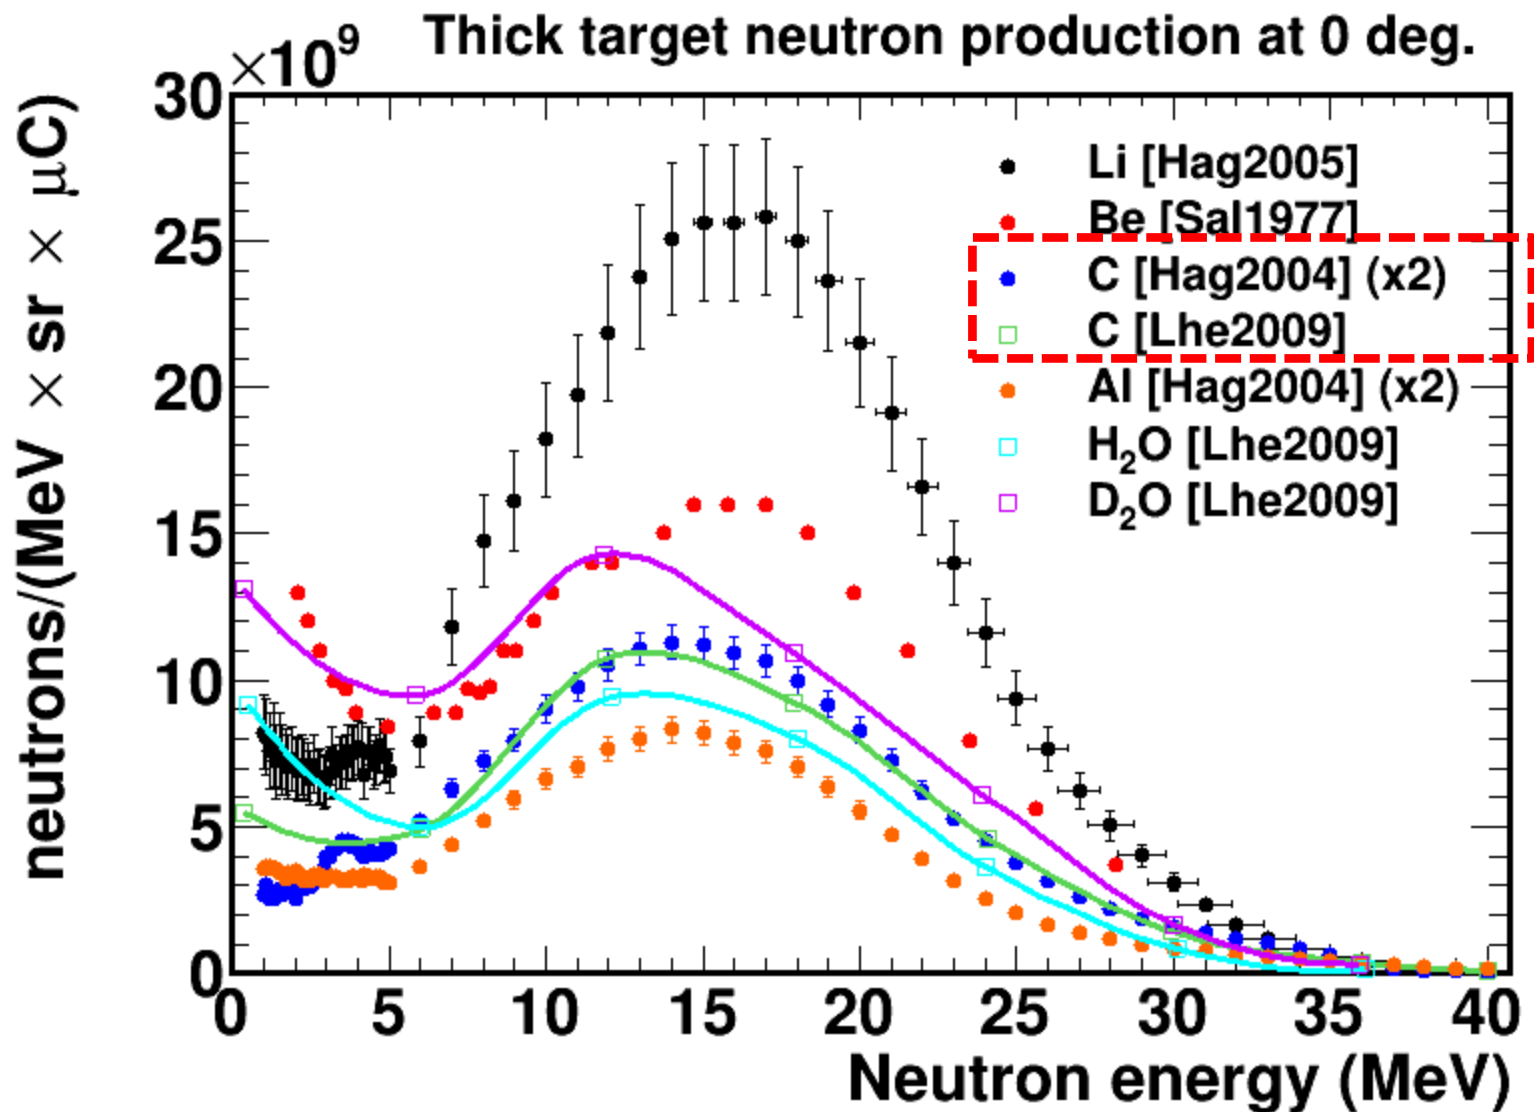 ×10⁹ Thick target neutron production at 0 deg.
neutrons/(MeV × sr × μC)
30
25
20
15
10
5
0
Li [Hag2005]
Be [Sal1977]
C [Hag2004] (x2)
C [Lhe2009]
Al [Hag2004] (x2)
H₂O [Lhe2009]
D₂O [Lhe2009]
0 5 10 15 20 25 30 35 40
Neutron energy (MeV)